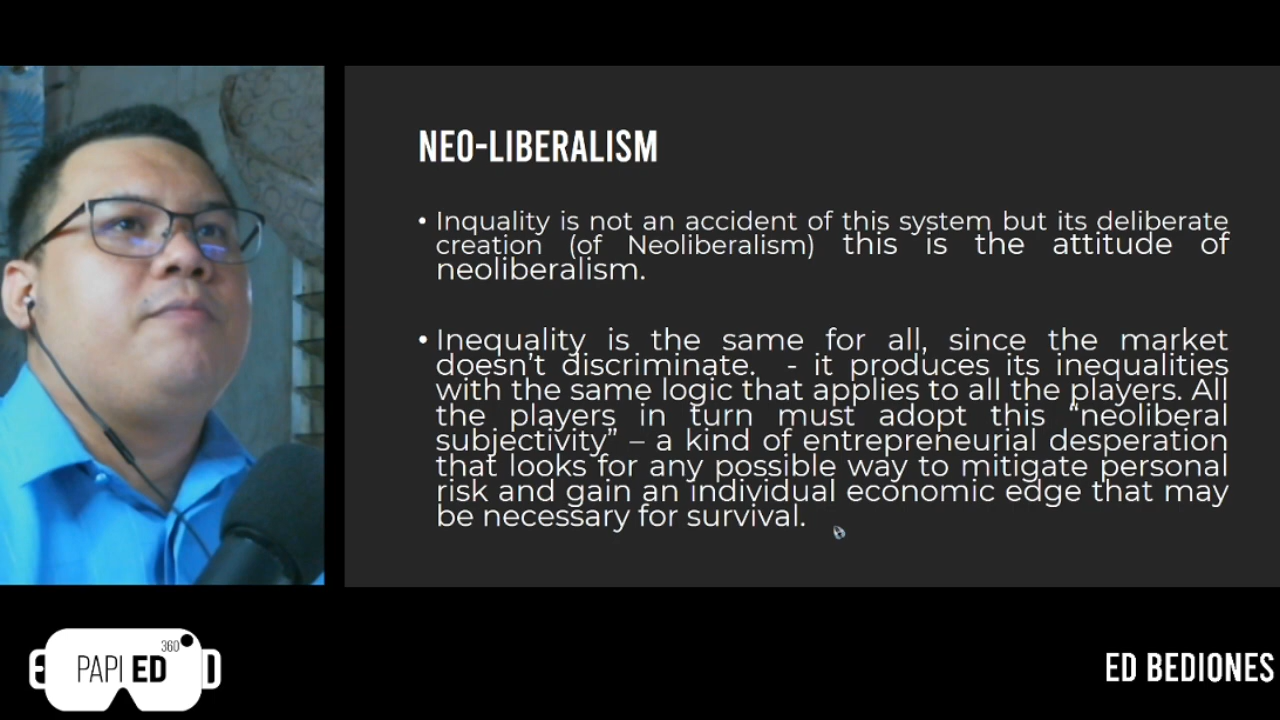 NEO-LIBERALISM
• Inquality is not an accident of this system but its deliberate
creation (of Neoliberalism) this is the attitude of
neoliberalism.
• Inequality is the same for all, since the market
doesn't discriminate. - it produces its inequalities
with the same logic that applies to all the players. All
the players in turn must adopt this “neoliberal
subjectivity” – a kind of entrepreneurial desperation
that looks for any possible way to mitigate personal
risk and gain an individual economic edge that may
be necessary for survival.
PAPI ED 360
ED BEDIONES